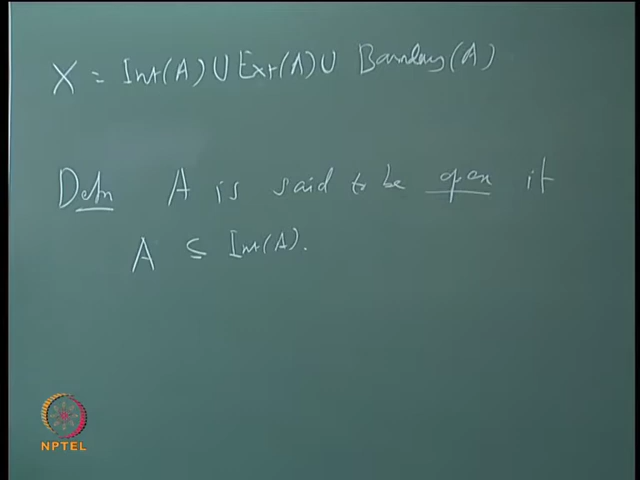 X = Int(A) ∪ Ext(A) ∪ Boundary(A)
Defn A is said to be open if
A ⊆ Int(A).
NPTEL